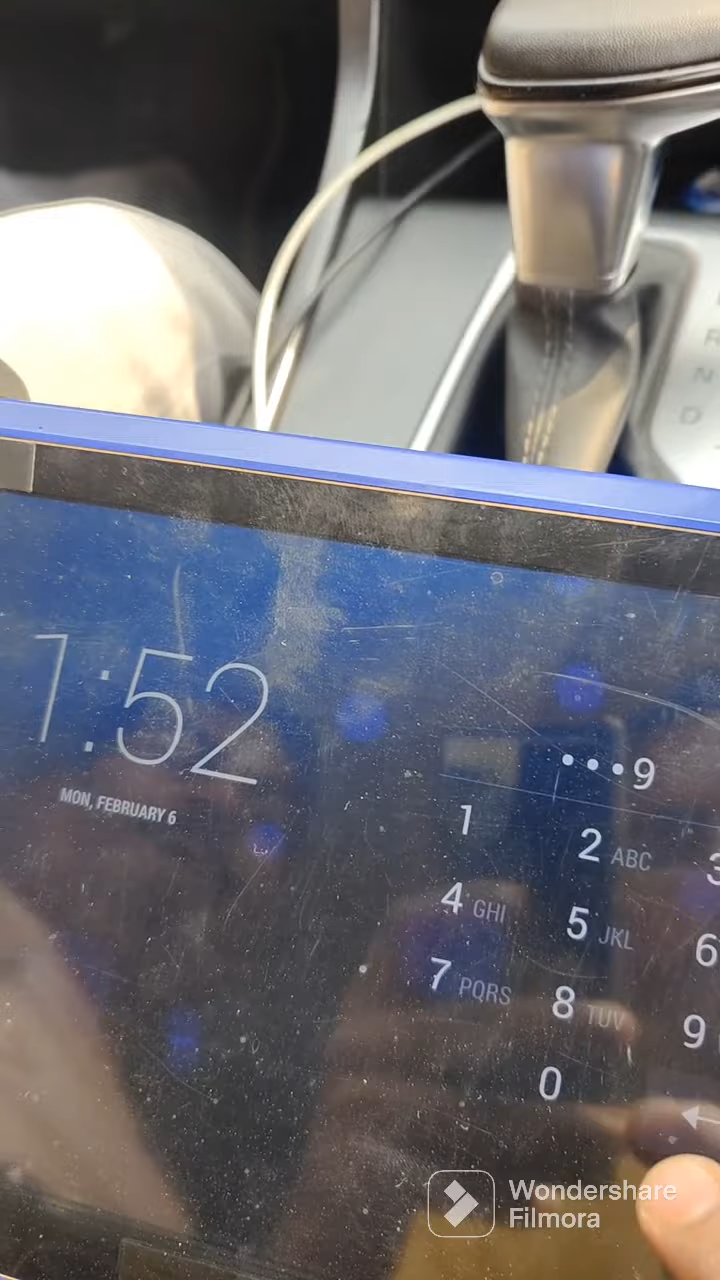 R
N
D
1:52
MON, FEBRUARY 6
•••9
1
2 ABC
3
4 GHI
5 JKL
6
7 PQRS
8 TUV
9
0
Wondershare
Filmora